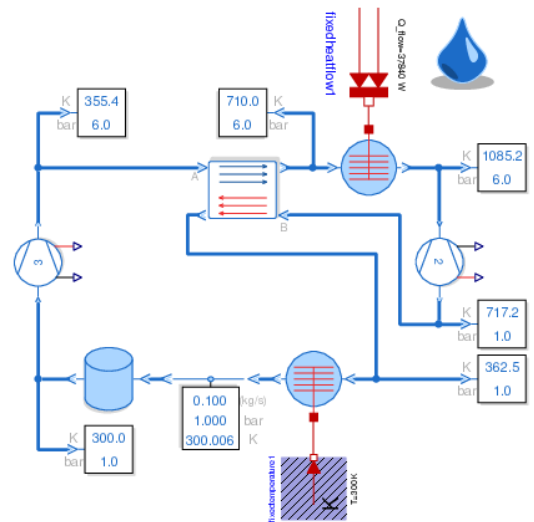 fixedheatflow1
Q_flow=37840 W
K 355.4
bar 6.0
710.0 K
6.0 bar
K 1085.2
bar 6.0
A
B
3
2
K 717.2
bar 1.0
K 362.5
bar 1.0
0.100 (kg/s)
1.000 bar
300.006 K
K 300.0
bar 1.0
fixedtemperature1
K
T=300K